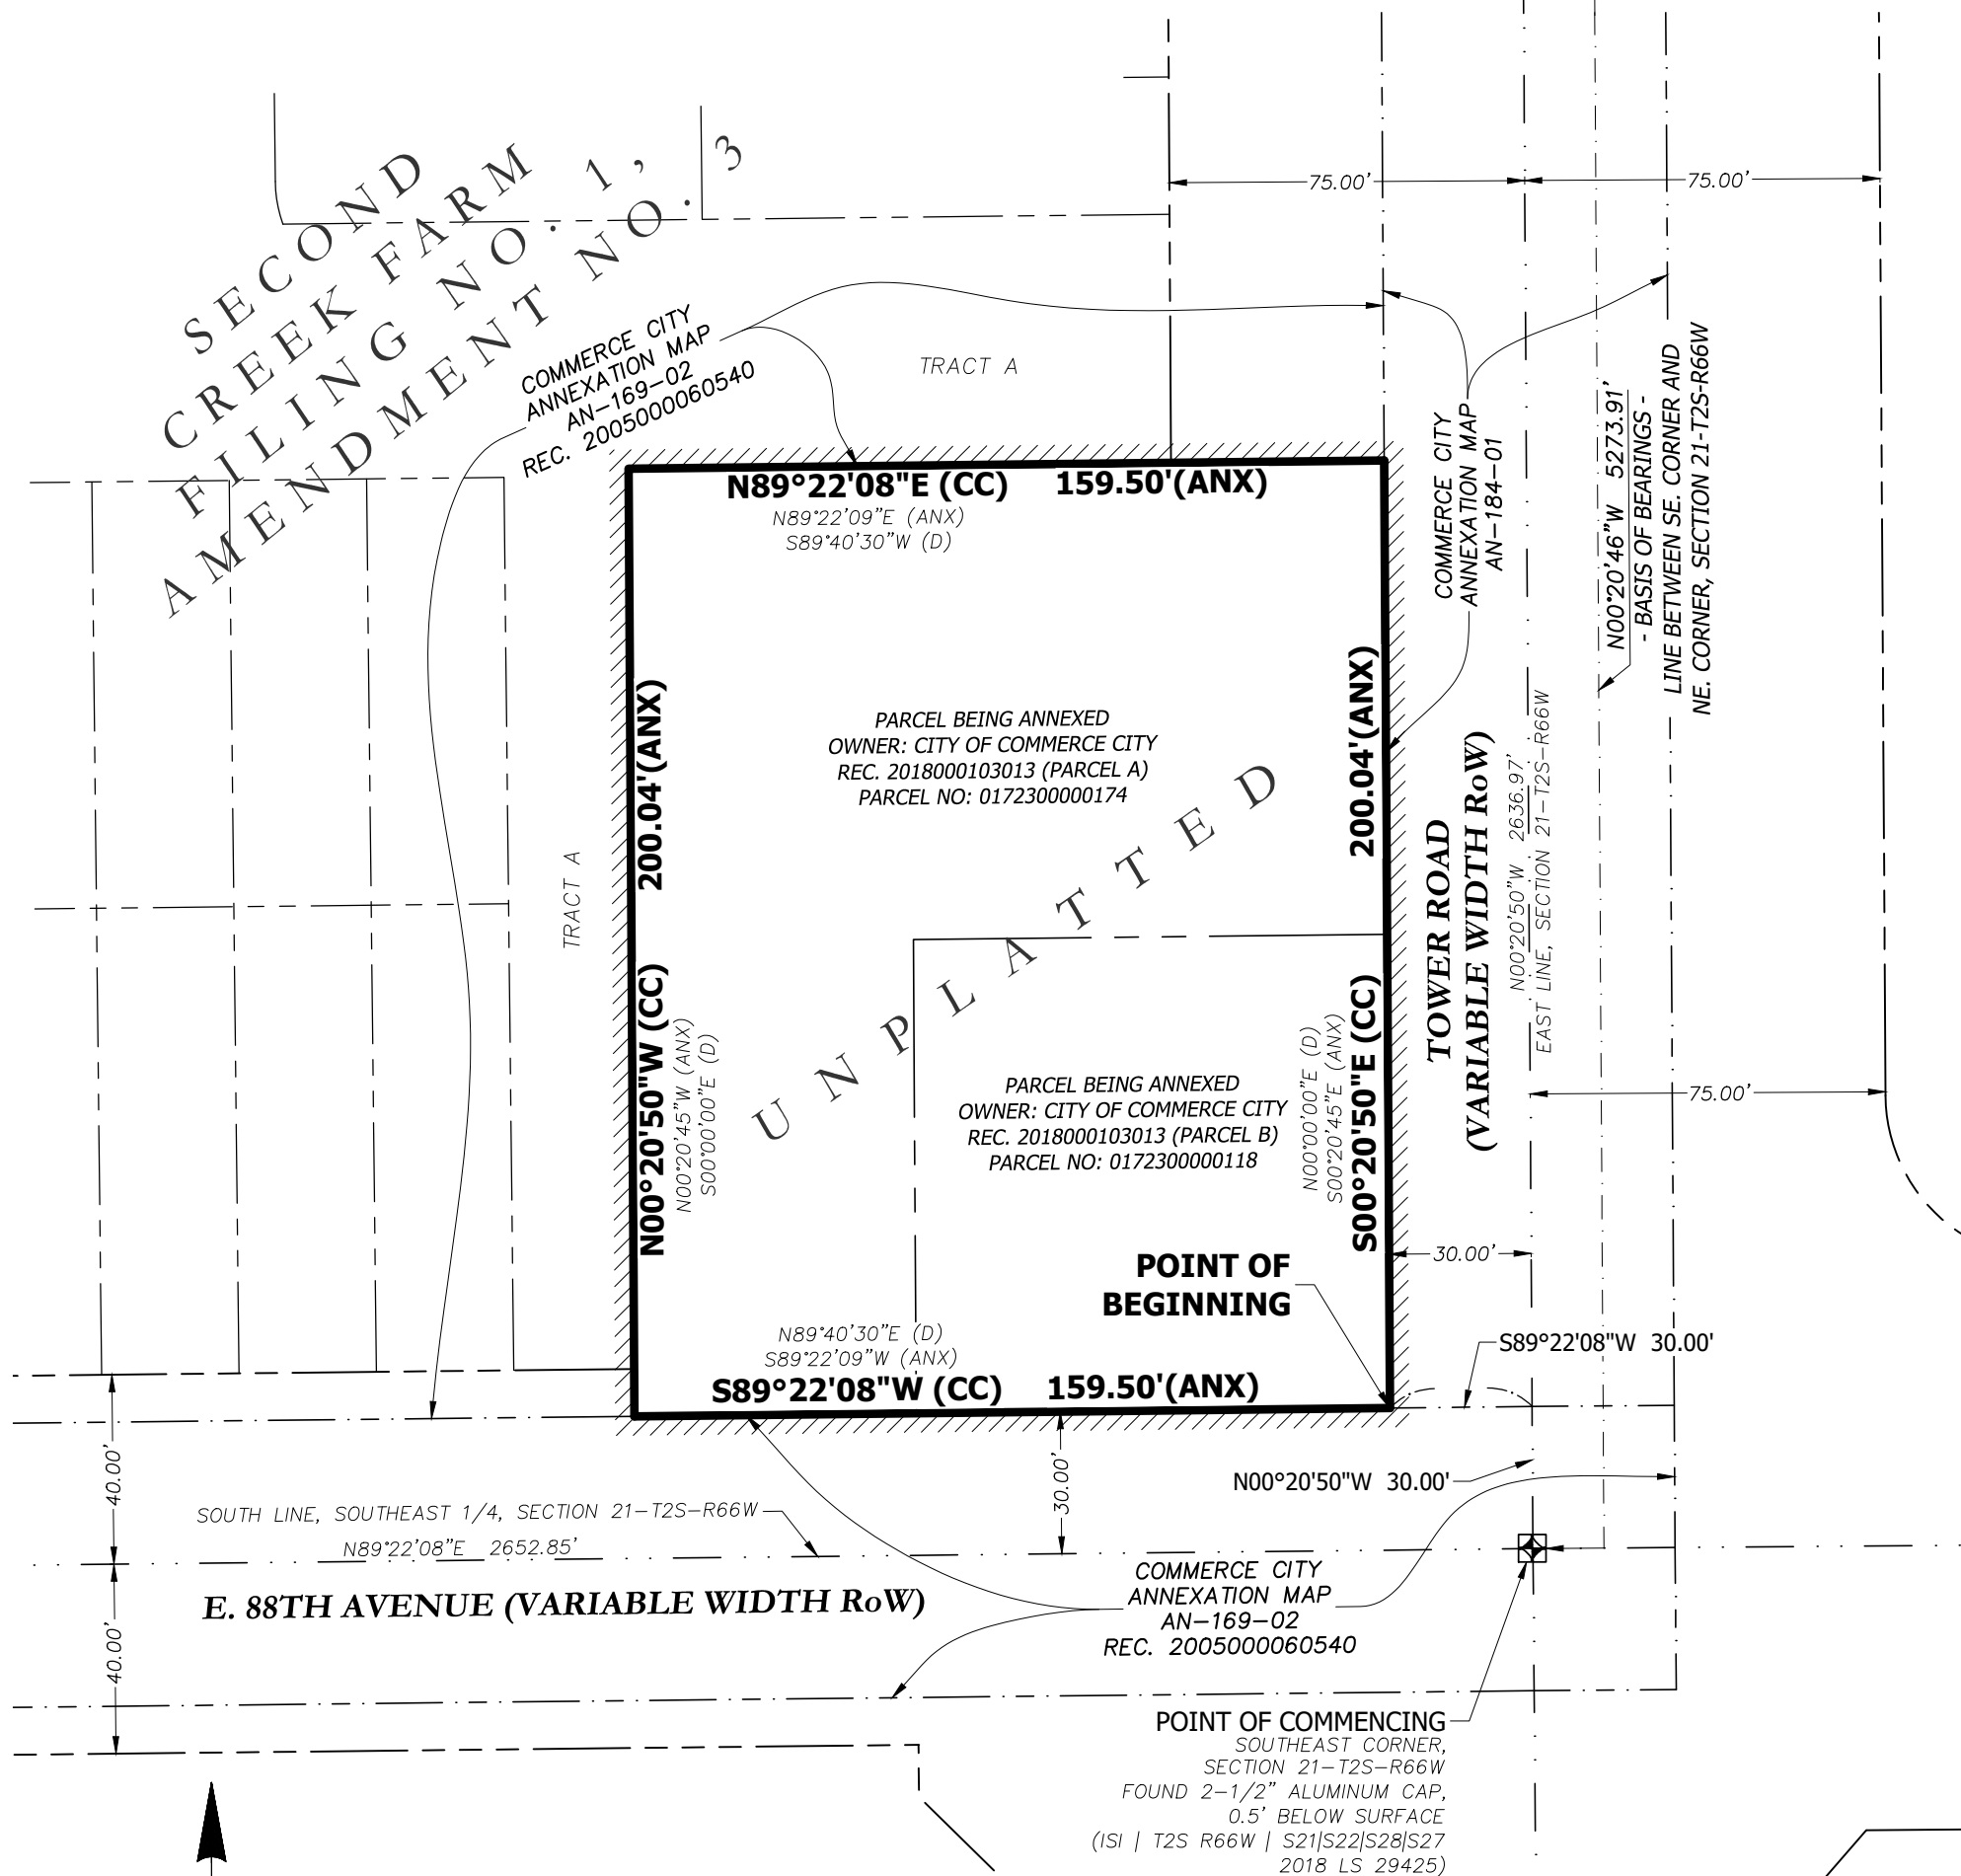 SECOND
CREEK FARM
FILING NO. 1,
AMENDMENT NO. 3
75.00'
75.00'
COMMERCE CITY
ANNEXATION MAP
AN-169-02
REC. 2005000060540
TRACT A
COMMERCE CITY
ANNEXATION MAP
AN-184-01
N00°20'46"W 5273.91'
- BASIS OF BEARINGS -
LINE BETWEEN SE. CORNER AND
NE. CORNER, SECTION 21-T2S-R66W
N89°22'08"E (CC) 159.50'(ANX)
N89°22'09"E (ANX)
S89°40'30"W (D)
200.04'(ANX)
200.04'(ANX)
PARCEL BEING ANNEXED
OWNER: CITY OF COMMERCE CITY
REC. 2018000103013 (PARCEL A)
PARCEL NO: 0172300000174
UNPLATTED
TRACT A
TOWER ROAD
(VARIABLE WIDTH RoW)
N00°20'50"W 2636.97'
EAST LINE, SECTION 21-T2S-R66W
N00°20'50"W (CC)
N00°20'45"W (ANX)
S00°00'00"E (D)
PARCEL BEING ANNEXED
OWNER: CITY OF COMMERCE CITY
REC. 2018000103013 (PARCEL B)
PARCEL NO: 0172300000118
N00°00'00"E (D)
S00°20'45"E (ANX)
S00°20'50"E (CC)
75.00'
30.00'
POINT OF
BEGINNING
S89°22'08"W 30.00'
N89°40'30"E (D)
S89°22'09"W (ANX)
S89°22'08"W (CC) 159.50'(ANX)
40.00'
30.00'
N00°20'50"W 30.00'
SOUTH LINE, SOUTHEAST 1/4, SECTION 21-T2S-R66W
N89°22'08"E 2652.85'
E. 88TH AVENUE (VARIABLE WIDTH RoW)
40.00'
COMMERCE CITY
ANNEXATION MAP
AN-169-02
REC. 2005000060540
POINT OF COMMENCING
SOUTHEAST CORNER,
SECTION 21-T2S-R66W
FOUND 2-1/2" ALUMINUM CAP,
0.5' BELOW SURFACE
(ISI | T2S R66W | S21|S22|S28|S27
2018 LS 29425)